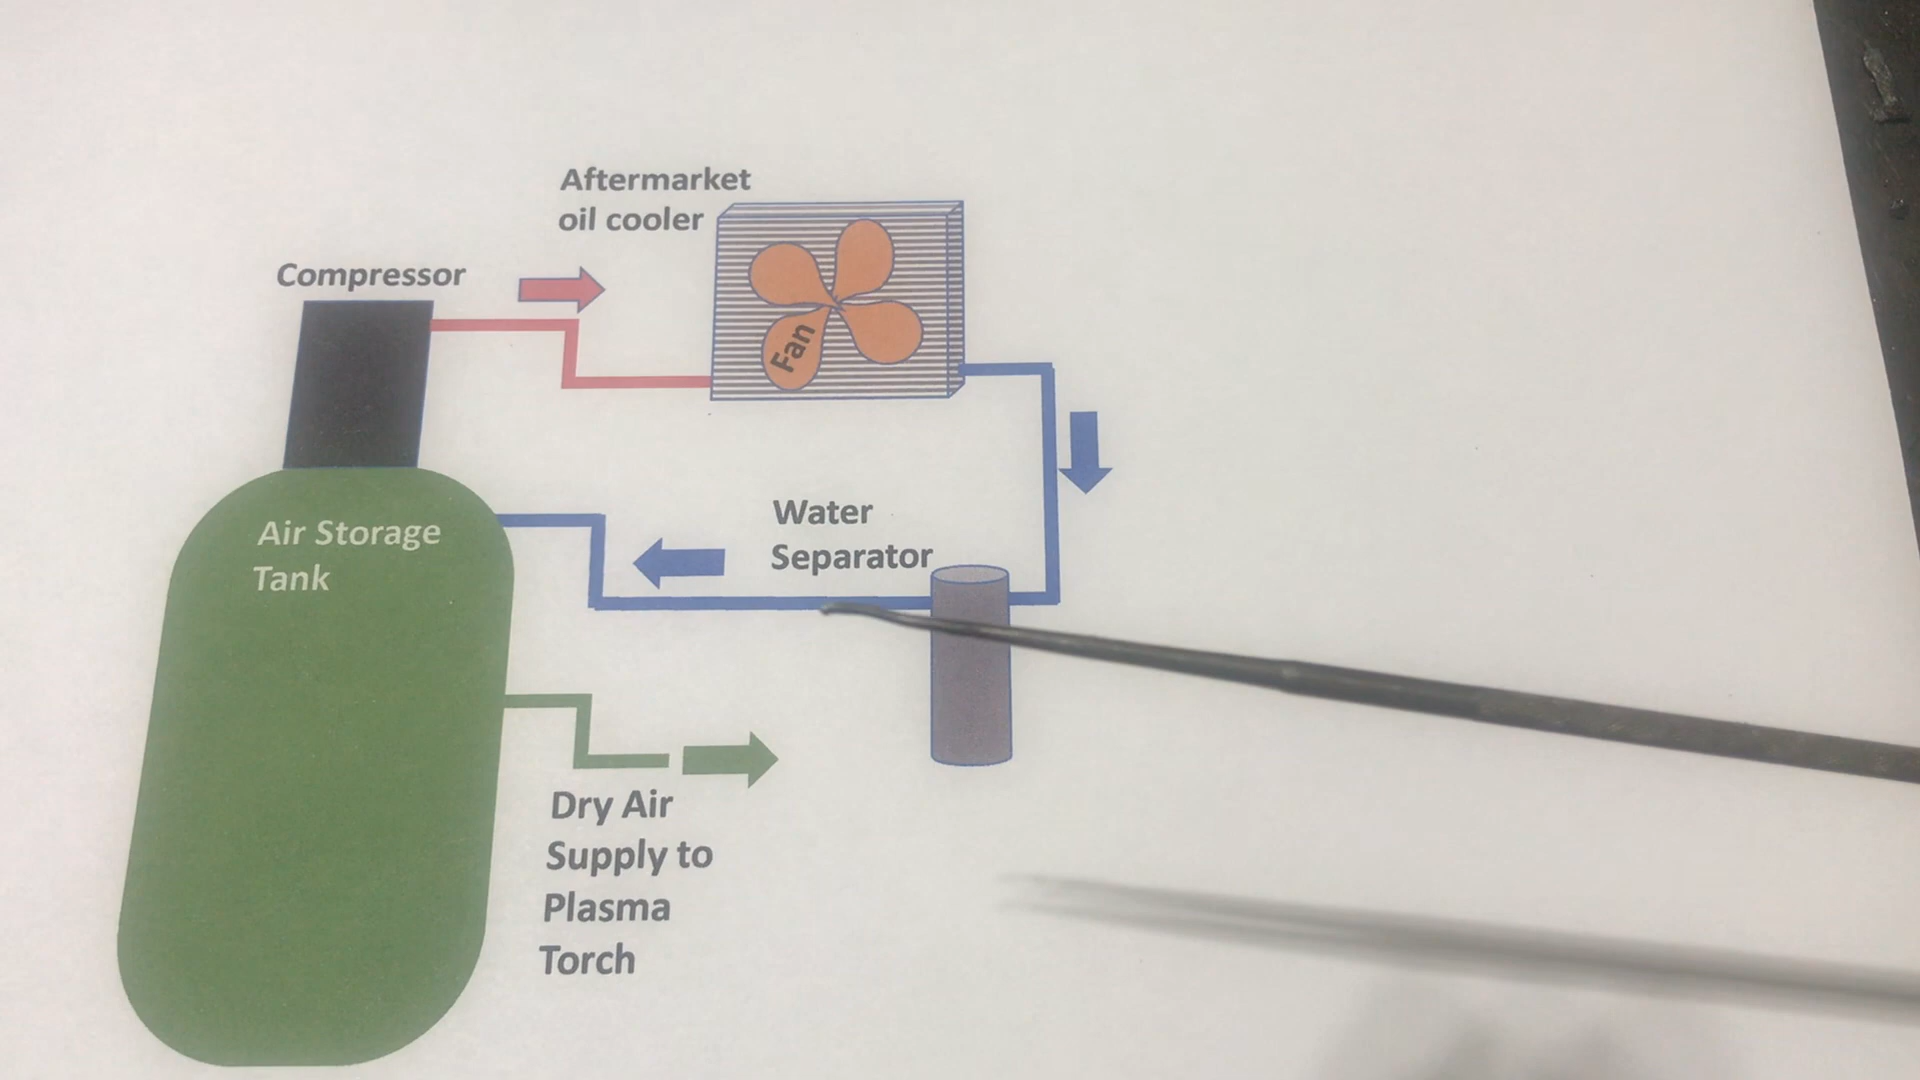 Aftermarket
oil cooler
Compressor
Fan
Water
Separator
Air Storage
Tank
Dry Air
Supply to
Plasma
Torch